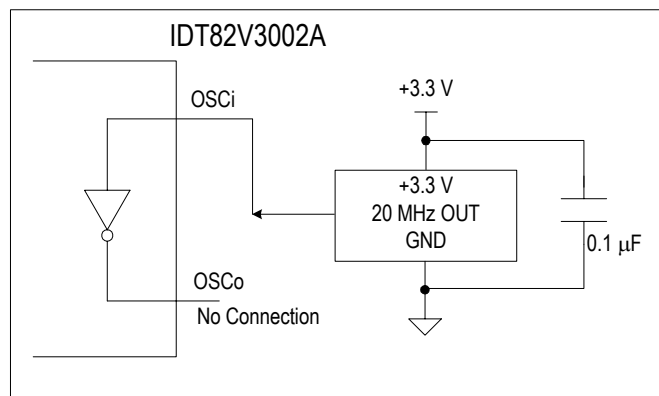 IDT82V3002A
OSCi
+3.3 V
+3.3 V
20 MHz OUT
GND
0.1 μF
OSCo
No Connection